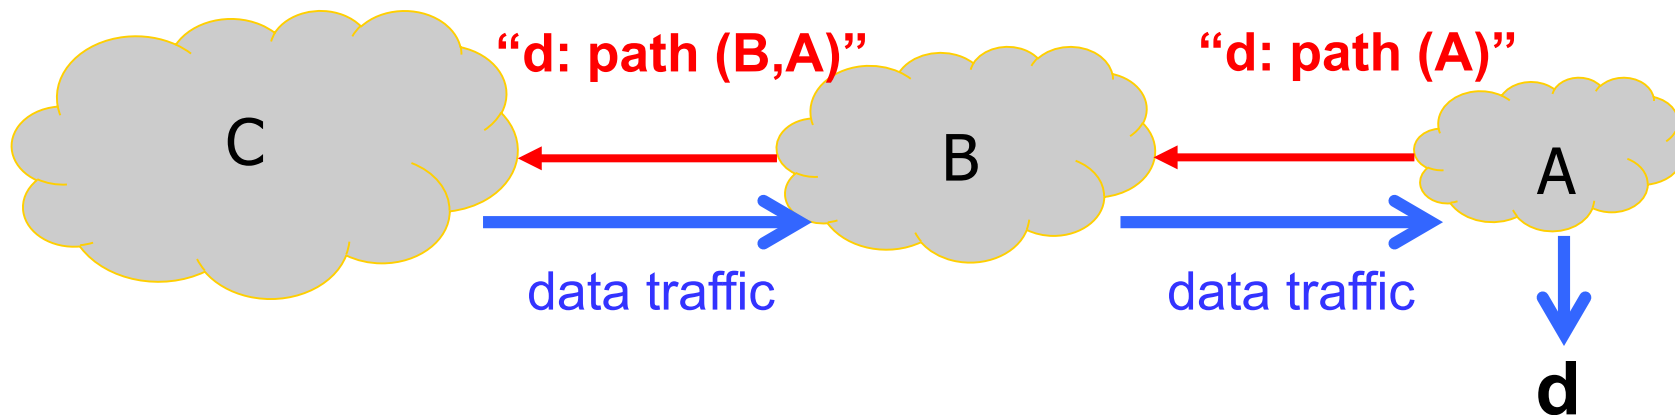 “d: path (B,A)”
“d: path (A)”
C
B
A
data traffic
data traffic
d